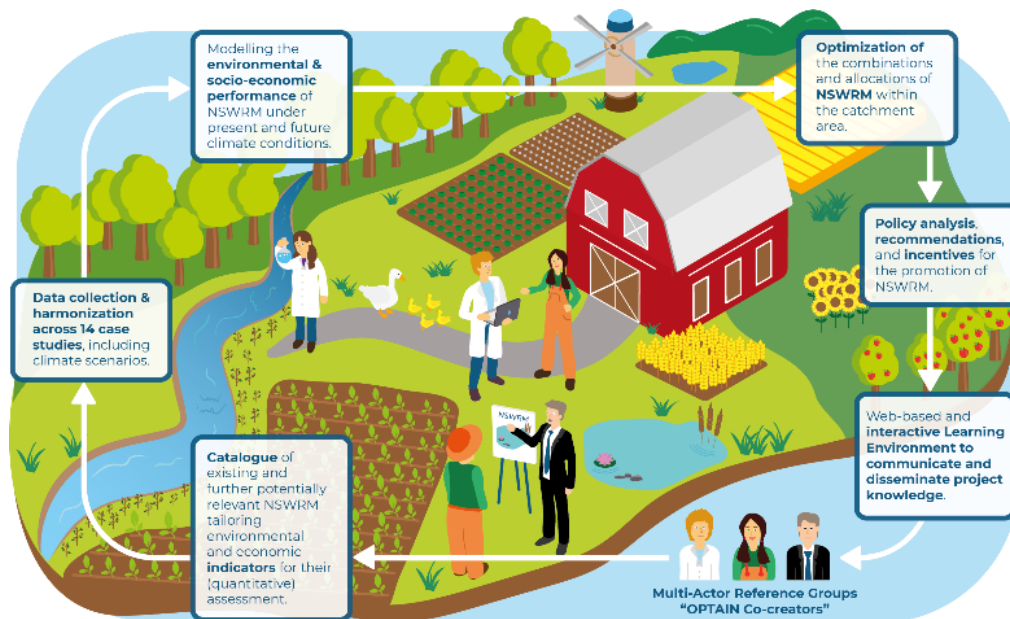 Modelling the
environmental &
socio-economic
performance of
NSWRM under
present and future
climate conditions.
Optimization of
the combinations
and allocations of
NSWRM within
the catchment
area.
Policy analysis,
recommendations,
and incentives for
the promotion of
NSWRM.
Data collection &
harmonization
across 14 case
studies, including
climate scenarios.
NSWRM
Web-based and
interactive Learning
Environment to
communicate and
disseminate project
knowledge.
Catalogue of
existing and
further potentially
relevant NSWRM
tailoring
environmental
and economic
indicators for their
(quantitative)
assessment.
Multi-Actor Reference Groups
"OPTAIN Co-creators"